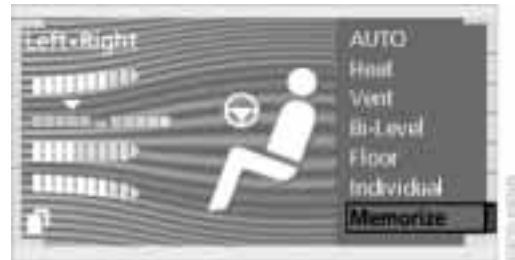 Left•Right
AUTO
Heat
Vent
Bi-Level
Floor
Individual
Memorize